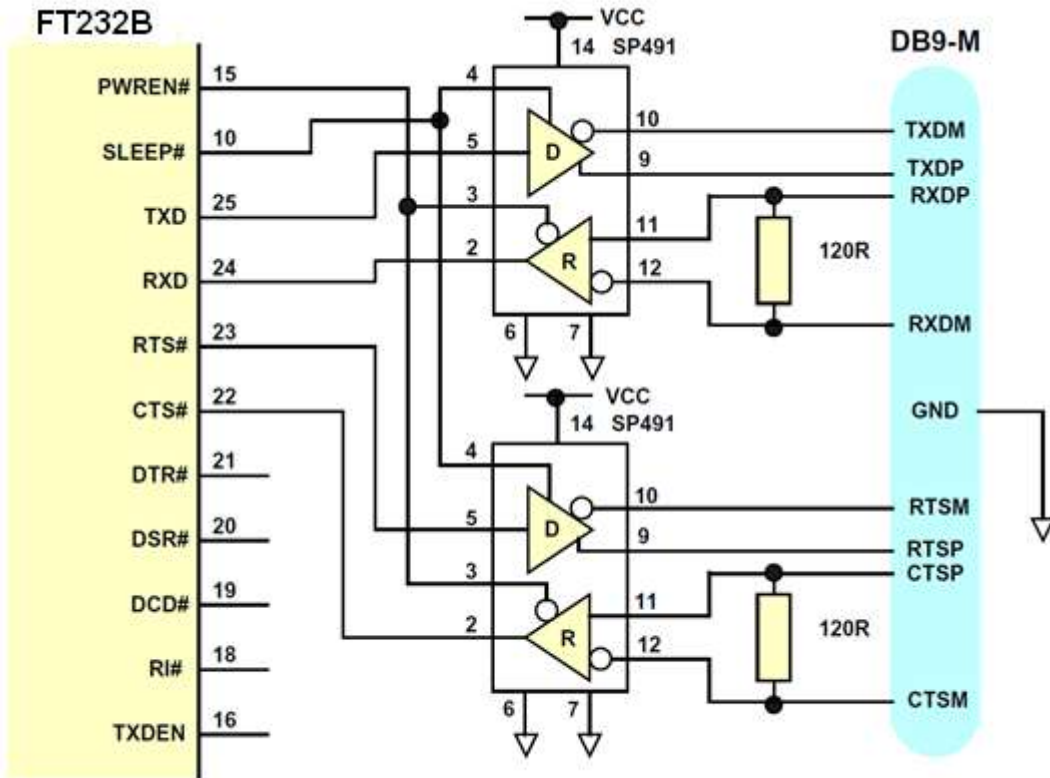 FT232B
PWREN# 15
SLEEP# 10
TXD 25
RXD 24
RTS# 23
CTS# 22
DTR# 21
DSR# 20
DCD# 19
RI# 18
TXDEN 16
VCC
14 SP491
4
5
D
10
9
3
2
R
11
12
6 7
VCC
14 SP491
4
5
D
10
9
3
2
R
11
12
6 7
120R
120R
DB9-M
TXDM
TXDP
RXDP
RXDM
GND
RTSM
RTSP
CTSP
CTSM